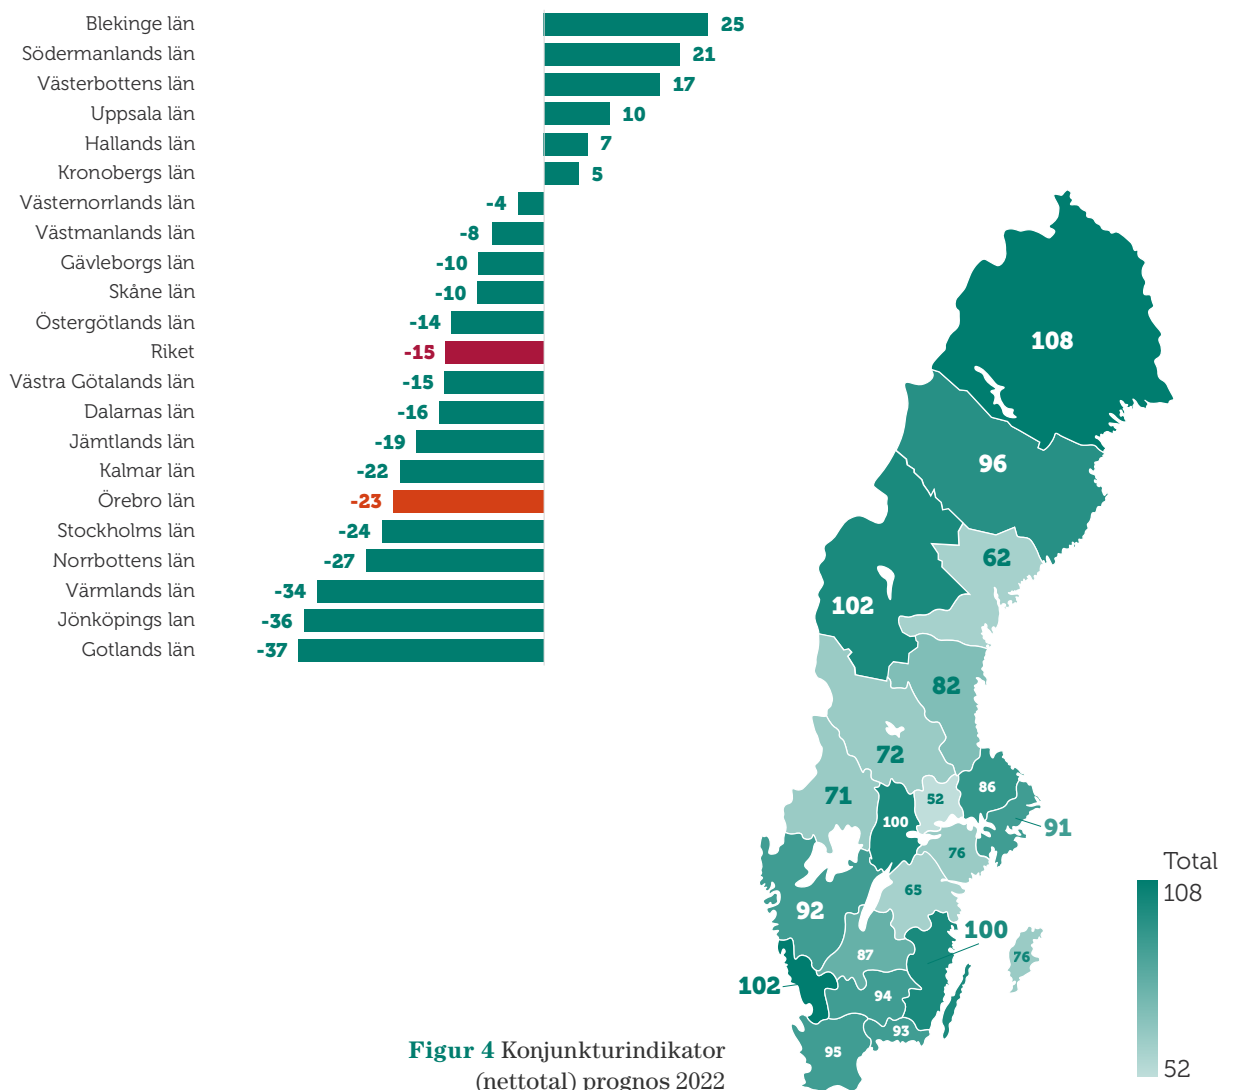 Blekinge län 25
Södermanlands län 21
Västerbottens län 17
Uppsala län 10
Hallands län 7
Kronobergs län 5
Västernorrlands län -4
Västmanlands län -8
Gävleborgs län -10
Skåne län -10
Östergötlands län -14
Riket -15
Västra Götalands län -15
Dalarnas län -16
Jämtlands län -19
Kalmar län -22
Örebro län -23
Stockholms län -24
Norrbottens län -27
Värmlands län -34
Jönköpings lan -36
Gotlands län -37
108
96
62
102
82
72
71
52
86
100
91
76
65
92
100
87
76
102
94
93
95
Total
108
52
Figur 4 Konjunkturindikator
(nettotal) prognos 2022